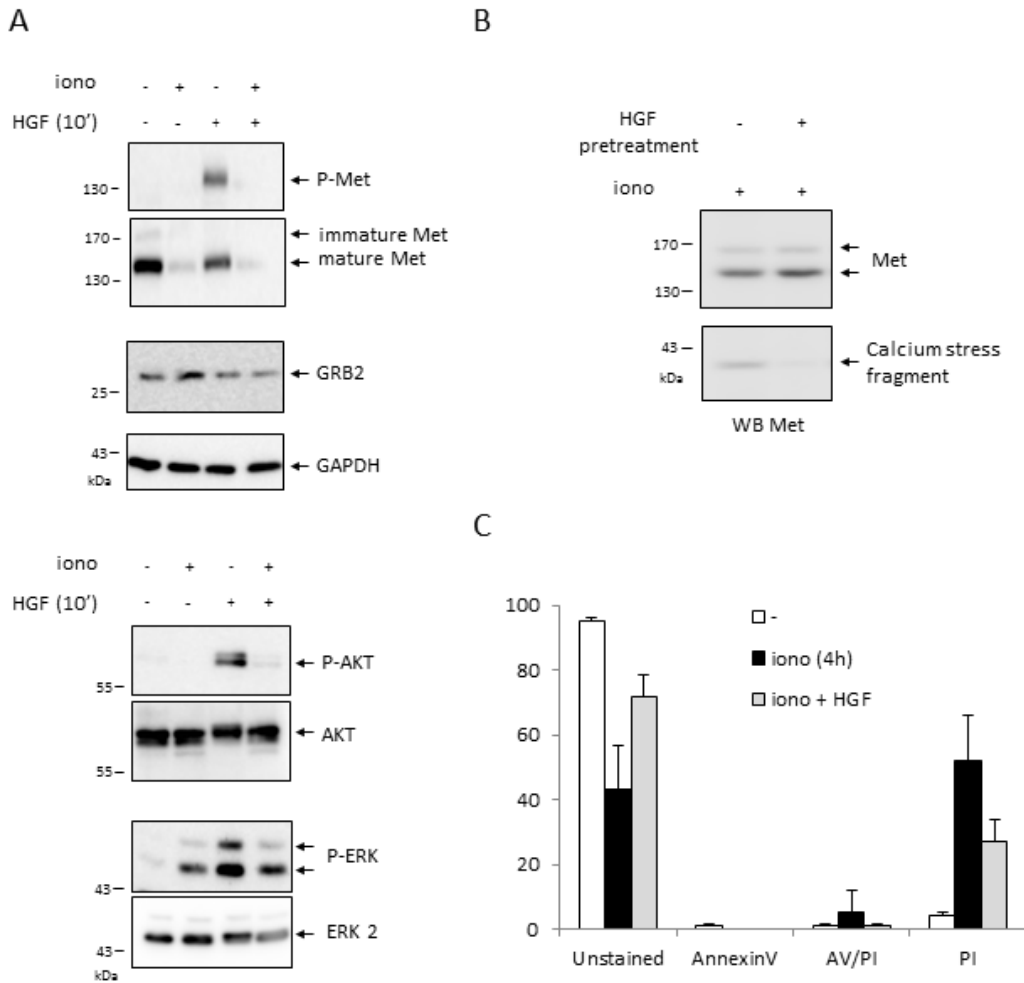 A
iono - + - +
HGF (10') - - + +
130
P-Met
170
immature Met
mature Met
130
GRB2
25
43
GAPDH
kDa
iono - + - +
HGF (10') - - + +
P-AKT
55
AKT
55
P-ERK
43
ERK 2
43
kDa
B
HGF - +
pretreatment
iono + +
170
Met
130
43
Calcium stress
kDa
fragment
WB Met
C
100
80
60
40
20
0
-
iono (4h)
iono + HGF
Unstained AnnexinV AV/PI PI